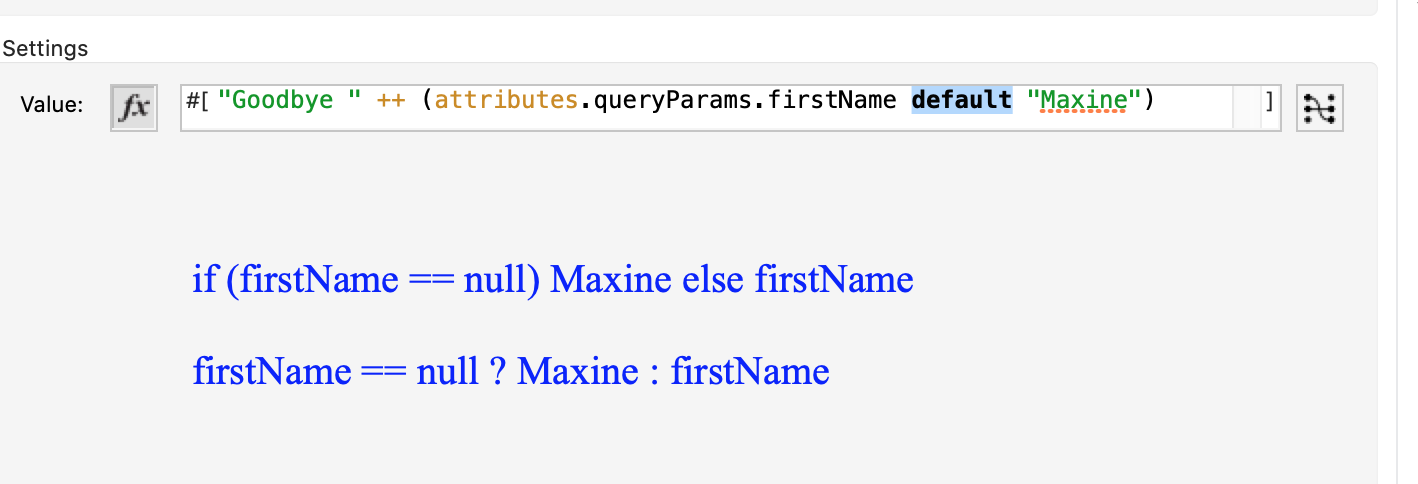 Settings
Value: fx #[ "Goodbye " ++ (attributes.queryParams.firstName default "Maxine") ]
if (firstName == null) Maxine else firstName
firstName == null ? Maxine : firstName